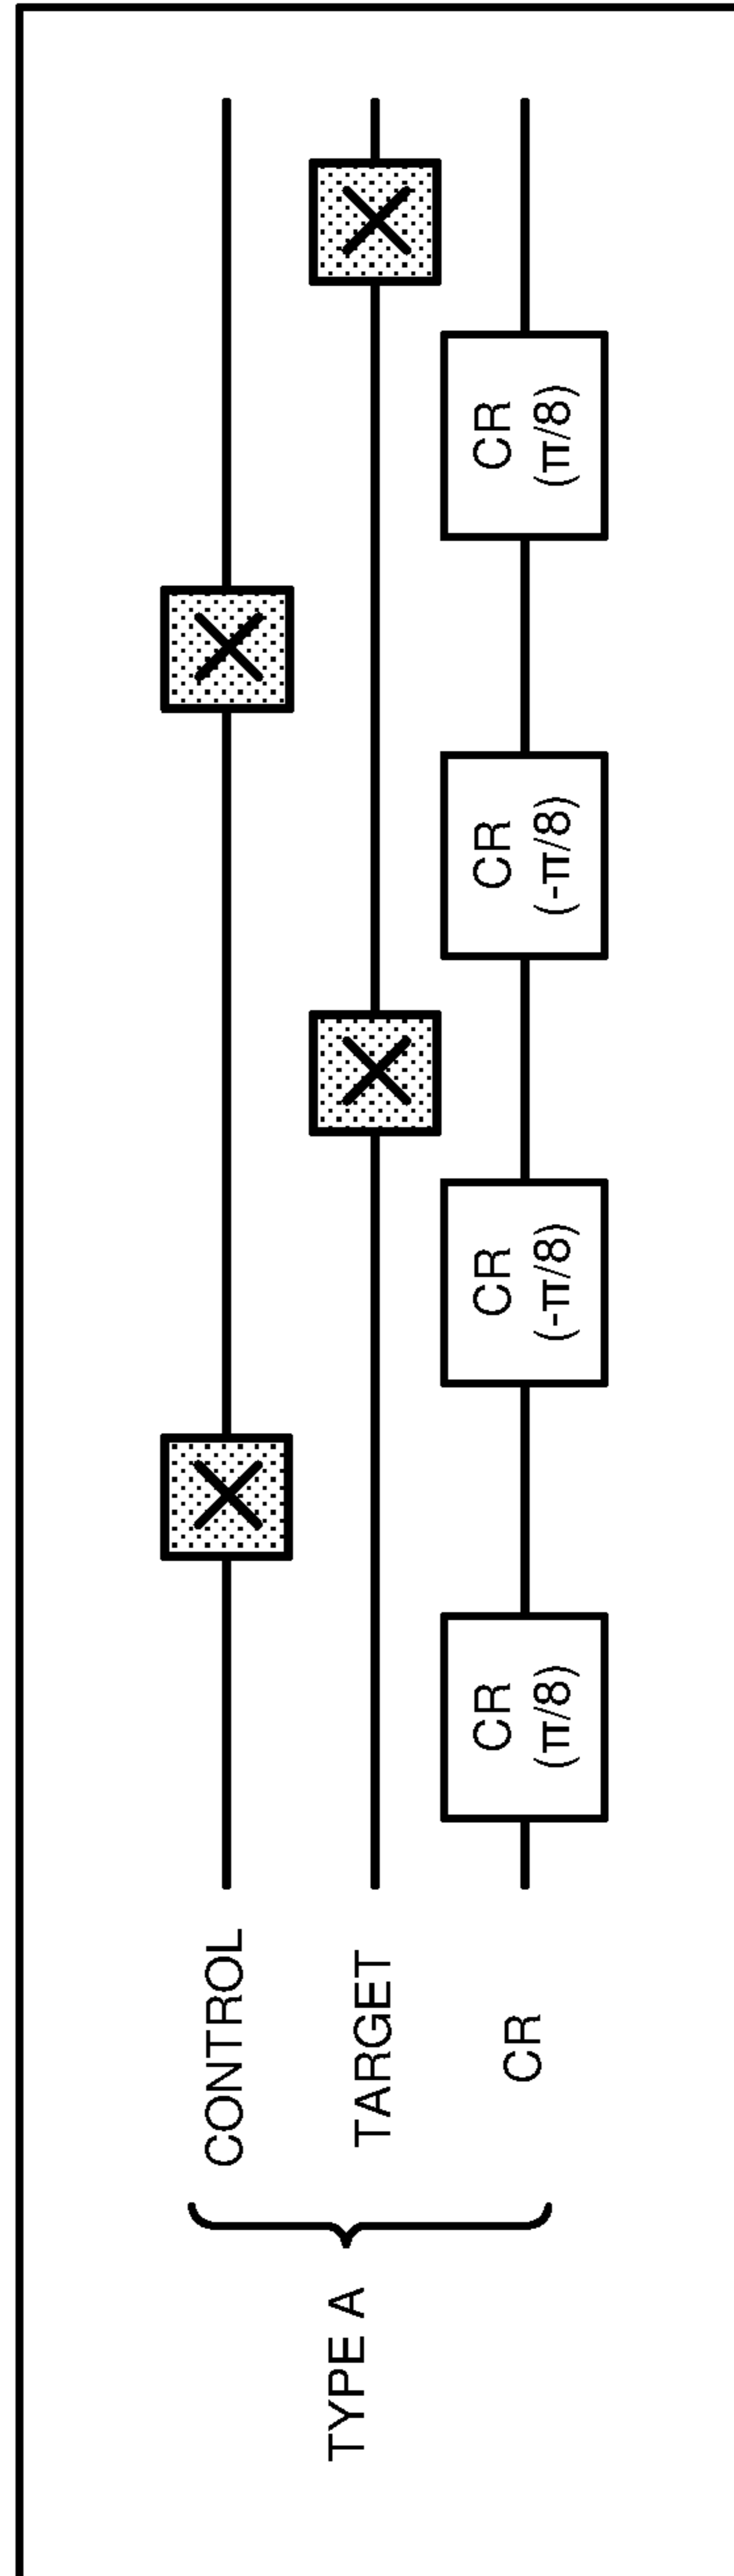 TYPE A
CONTROL
X
X
TARGET
X
X
CR
CR
(π/8)
CR
(-π/8)
CR
(-π/8)
CR
(π/8)